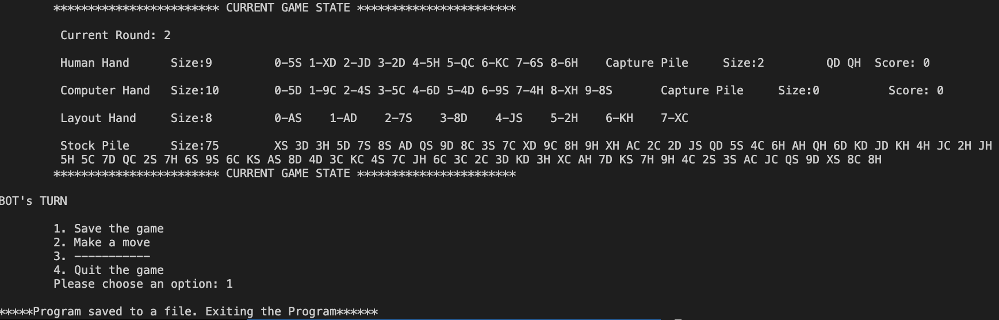 ************************ CURRENT GAME STATE ***********************
Current Round: 2
Human Hand      Size:9         0-5S 1-XD 2-JD 3-2D 4-5H 5-QC 6-KC 7-6S 8-6H    Capture Pile     Size:2         QD QH  Score: 0
Computer Hand   Size:10        0-5D 1-9C 2-4S 3-5C 4-6D 5-4D 6-9S 7-4H 8-XH 9-8S       Capture Pile     Size:0          Score: 0
Layout Hand     Size:8         0-AS    1-AD    2-7S    3-8D    4-JS    5-2H    6-KH    7-XC
Stock Pile      Size:75        XS 3D 3H 5D 7S 8S AD QS 9D 8C 3S 7C XD 9C 8H 9H XH AC 2C 2D JS QD 5S 4C 6H AH QH 6D KD JD KH 4H JC 2H JH
5H 5C 7D QC 2S 7H 6S 9S 6C KS AS 8D 4D 3C KC 4S 7C JH 6C 3C 2C 3D KD 3H XC AH 7D KS 7H 9H 4C 2S 3S AC JC QS 9D XS 8C 8H
************************ CURRENT GAME STATE ***********************
BOT's TURN
1. Save the game
2. Make a move
3. -----------
4. Quit the game
Please choose an option: 1
*****Program saved to a file. Exiting the Program******